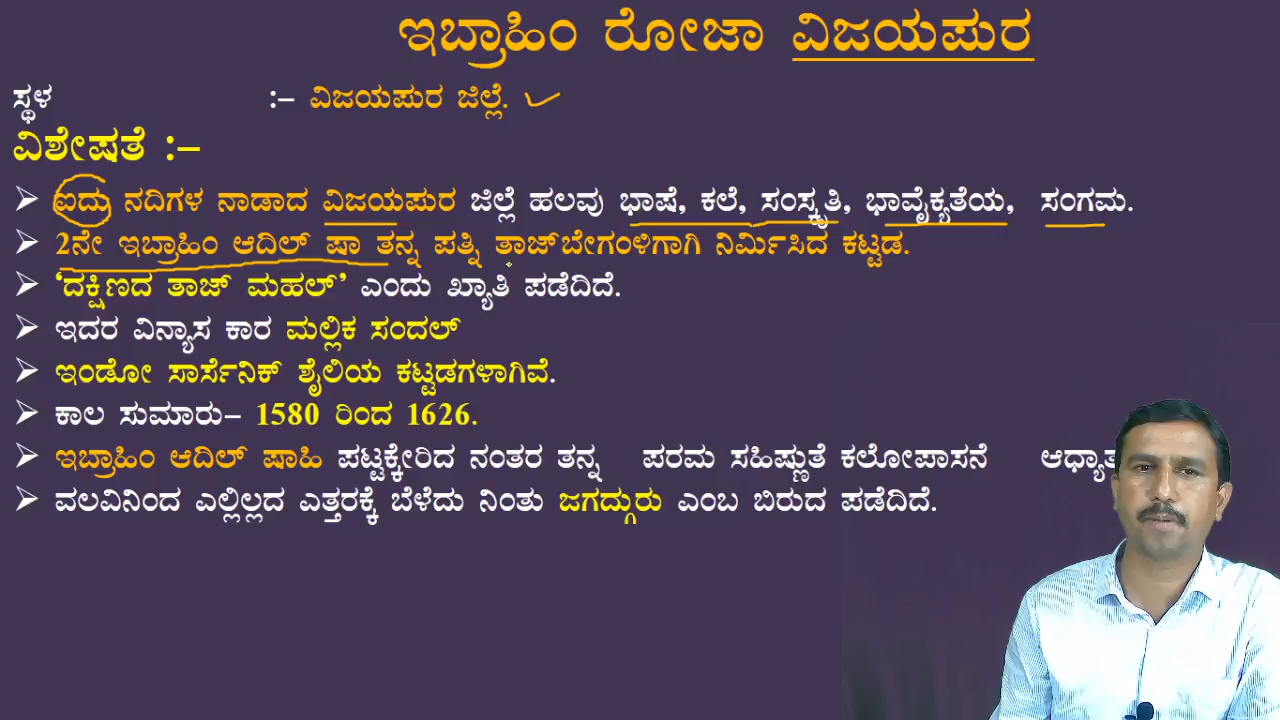 ಇಬ್ರಾಹಿಂ ರೋಜಾ ವಿಜಯಪುರ
ಸ್ಥಳ :- ವಿಜಯಪುರ ಜಿಲ್ಲೆ.
ವಿಶೇಷತೆ :-
➢ ಐದು ನದಿಗಳ ನಾಡಾದ ವಿಜಯಪುರ ಜಿಲ್ಲೆ ಹಲವು ಭಾಷೆ, ಕಲೆ, ಸಂಸ್ಕೃತಿ, ಭಾವೈಕ್ಯತೆಯ, ಸಂಗಮ.
➢ 2ನೇ ಇಬ್ರಾಹಿಂ ಆದಿಲ್ ಷಾ ತನ್ನ ಪತ್ನಿ ತಾಜ್‌ಬೇಗಂಳಿಗಾಗಿ ನಿರ್ಮಿಸಿದ ಕಟ್ಟಡ.
➢ ‘ದಕ್ಷಿಣದ ತಾಜ್ ಮಹಲ್’ ಎಂದು ಖ್ಯಾತಿ ಪಡೆದಿದೆ.
➢ ಇದರ ವಿನ್ಯಾಸ ಕಾರ ಮಲ್ಲಿಕ ಸಂದಲ್
➢ ಇಂಡೋ ಸಾರ್ಸೆನಿಕ್ ಶೈಲಿಯ ಕಟ್ಟಡಗಳಾಗಿವೆ.
➢ ಕಾಲ ಸುಮಾರು- 1580 ರಿಂದ 1626.
➢ ಇಬ್ರಾಹಿಂ ಆದಿಲ್ ಷಾಹಿ ಪಟ್ಟಕ್ಕೇರಿದ ನಂತರ ತನ್ನ ಪರಮ ಸಹಿಷ್ಣುತೆ ಕಲೋಪಾಸನೆ
➢ ವಲವಿನಿಂದ ಎಲ್ಲಿಲ್ಲದ ಎತ್ತರಕ್ಕೆ ಬೆಳೆದು ನಿಂತು ಜಗದ್ಗುರು ಎಂಬ ಬಿರುದ ಪಡೆದಿದೆ.